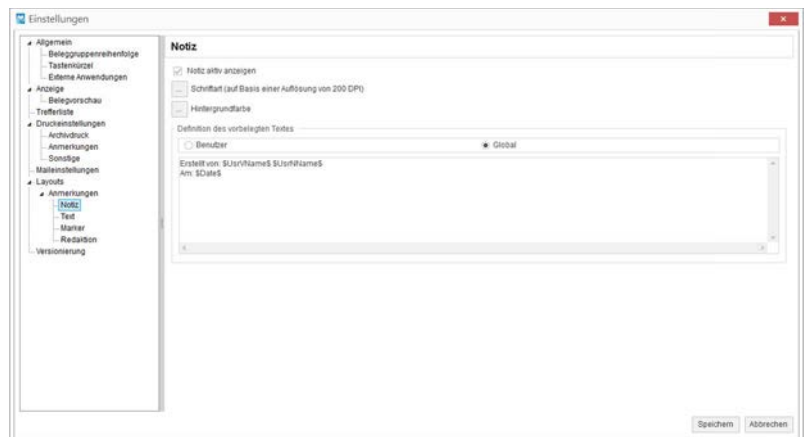 Einstellungen
Allgemein
Beleggruppenreihenfolge
Tastenkürzel
Externe Anwendungen
Anzeige
Belegvorschau
Trefferliste
Druckeinstellungen
Archivdruck
Anmerkungen
Sonstige
Maileinstellungen
Layouts
Anmerkungen
Notiz
Text
Marker
Redaktion
Versionierung
Notiz
Notiz aktiv anzeigen
... Schriftart (auf Basis einer Auflösung von 200 DPI)
... Hintergrundfarbe
Definition des vorbelegten Textes
Benutzer Global
Erstellt von: $UsrVName$ $UsrNName$
Am: $Date$
Speichern Abbrechen